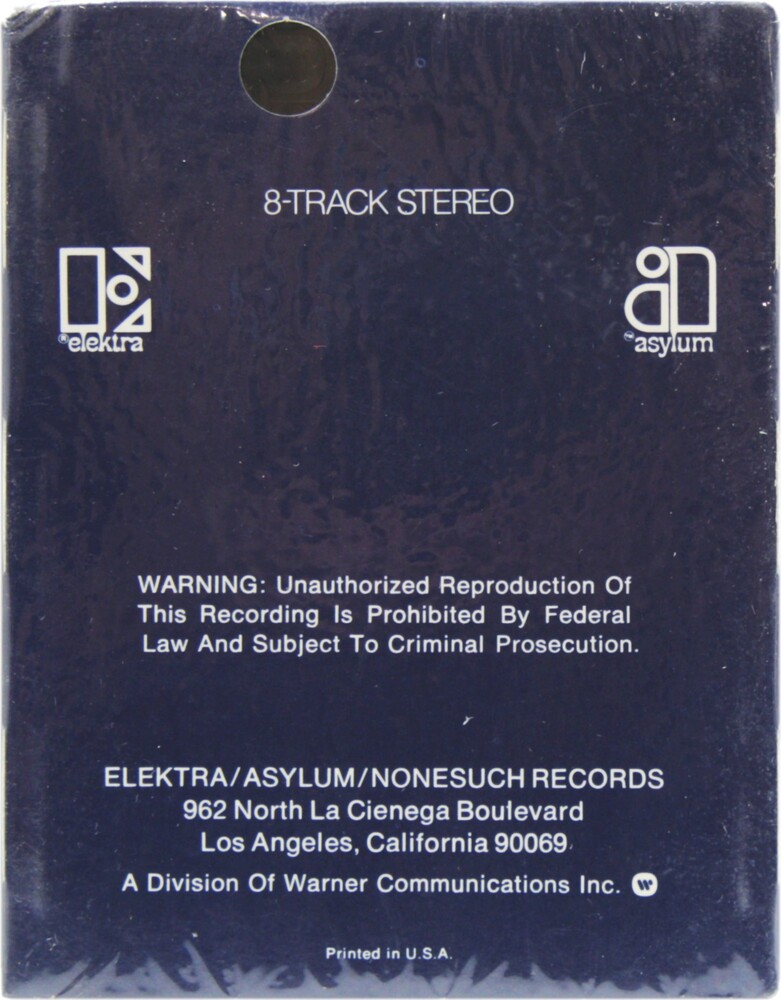 8-TRACK STEREO
® elektra
™ asylum
WARNING: Unauthorized Reproduction Of
This Recording Is Prohibited By Federal
Law And Subject To Criminal Prosecution.
ELEKTRA/ASYLUM/NONESUCH RECORDS
962 North La Cienega Boulevard
Los Angeles, California 90069
A Division Of Warner Communications Inc.
Printed in U.S.A.